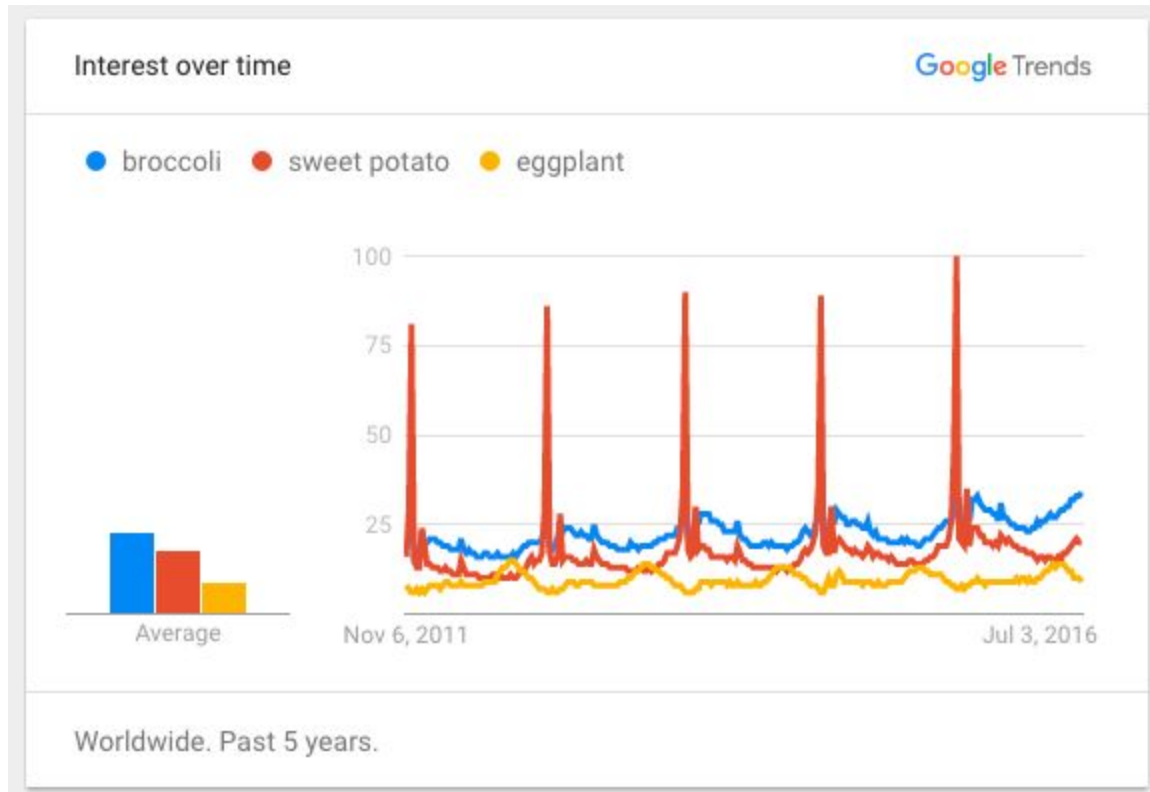 Interest over time
Google Trends
broccoli sweet potato eggplant
100
75
50
25
Average
Nov 6, 2011
Jul 3, 2016
Worldwide. Past 5 years.